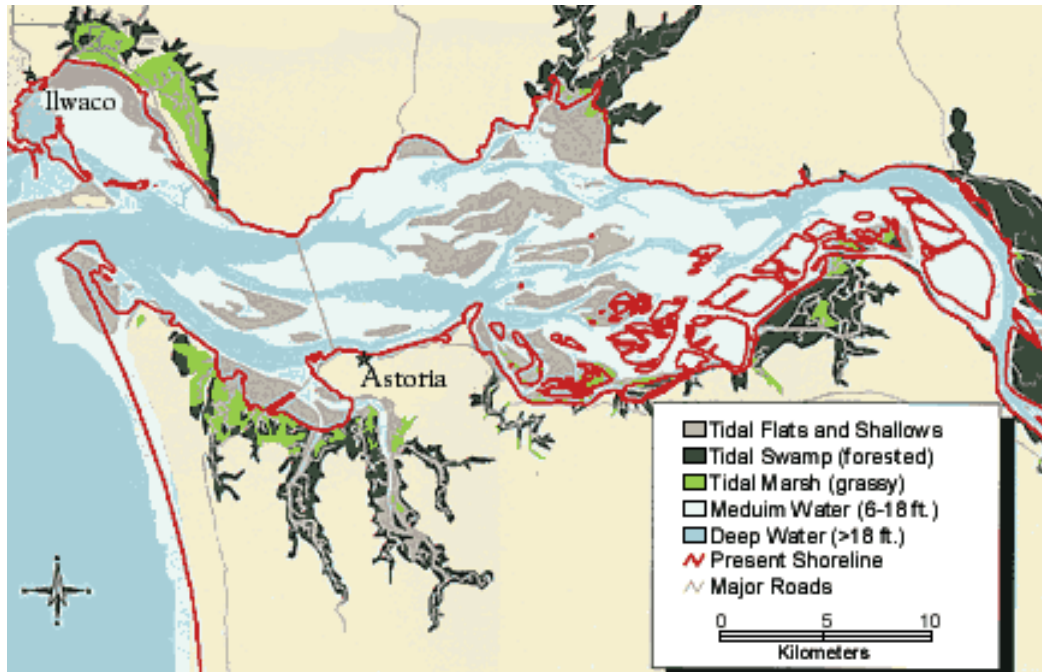 Ilwaco
Astoria
Tidal Flats and Shallows
Tidal Swamp (forested)
Tidal Marsh (grassy)
Meduim Water (6-18 ft.)
Deep Water (>18 ft.)
Present Shoreline
Major Roads
0 5 10
Kilometers